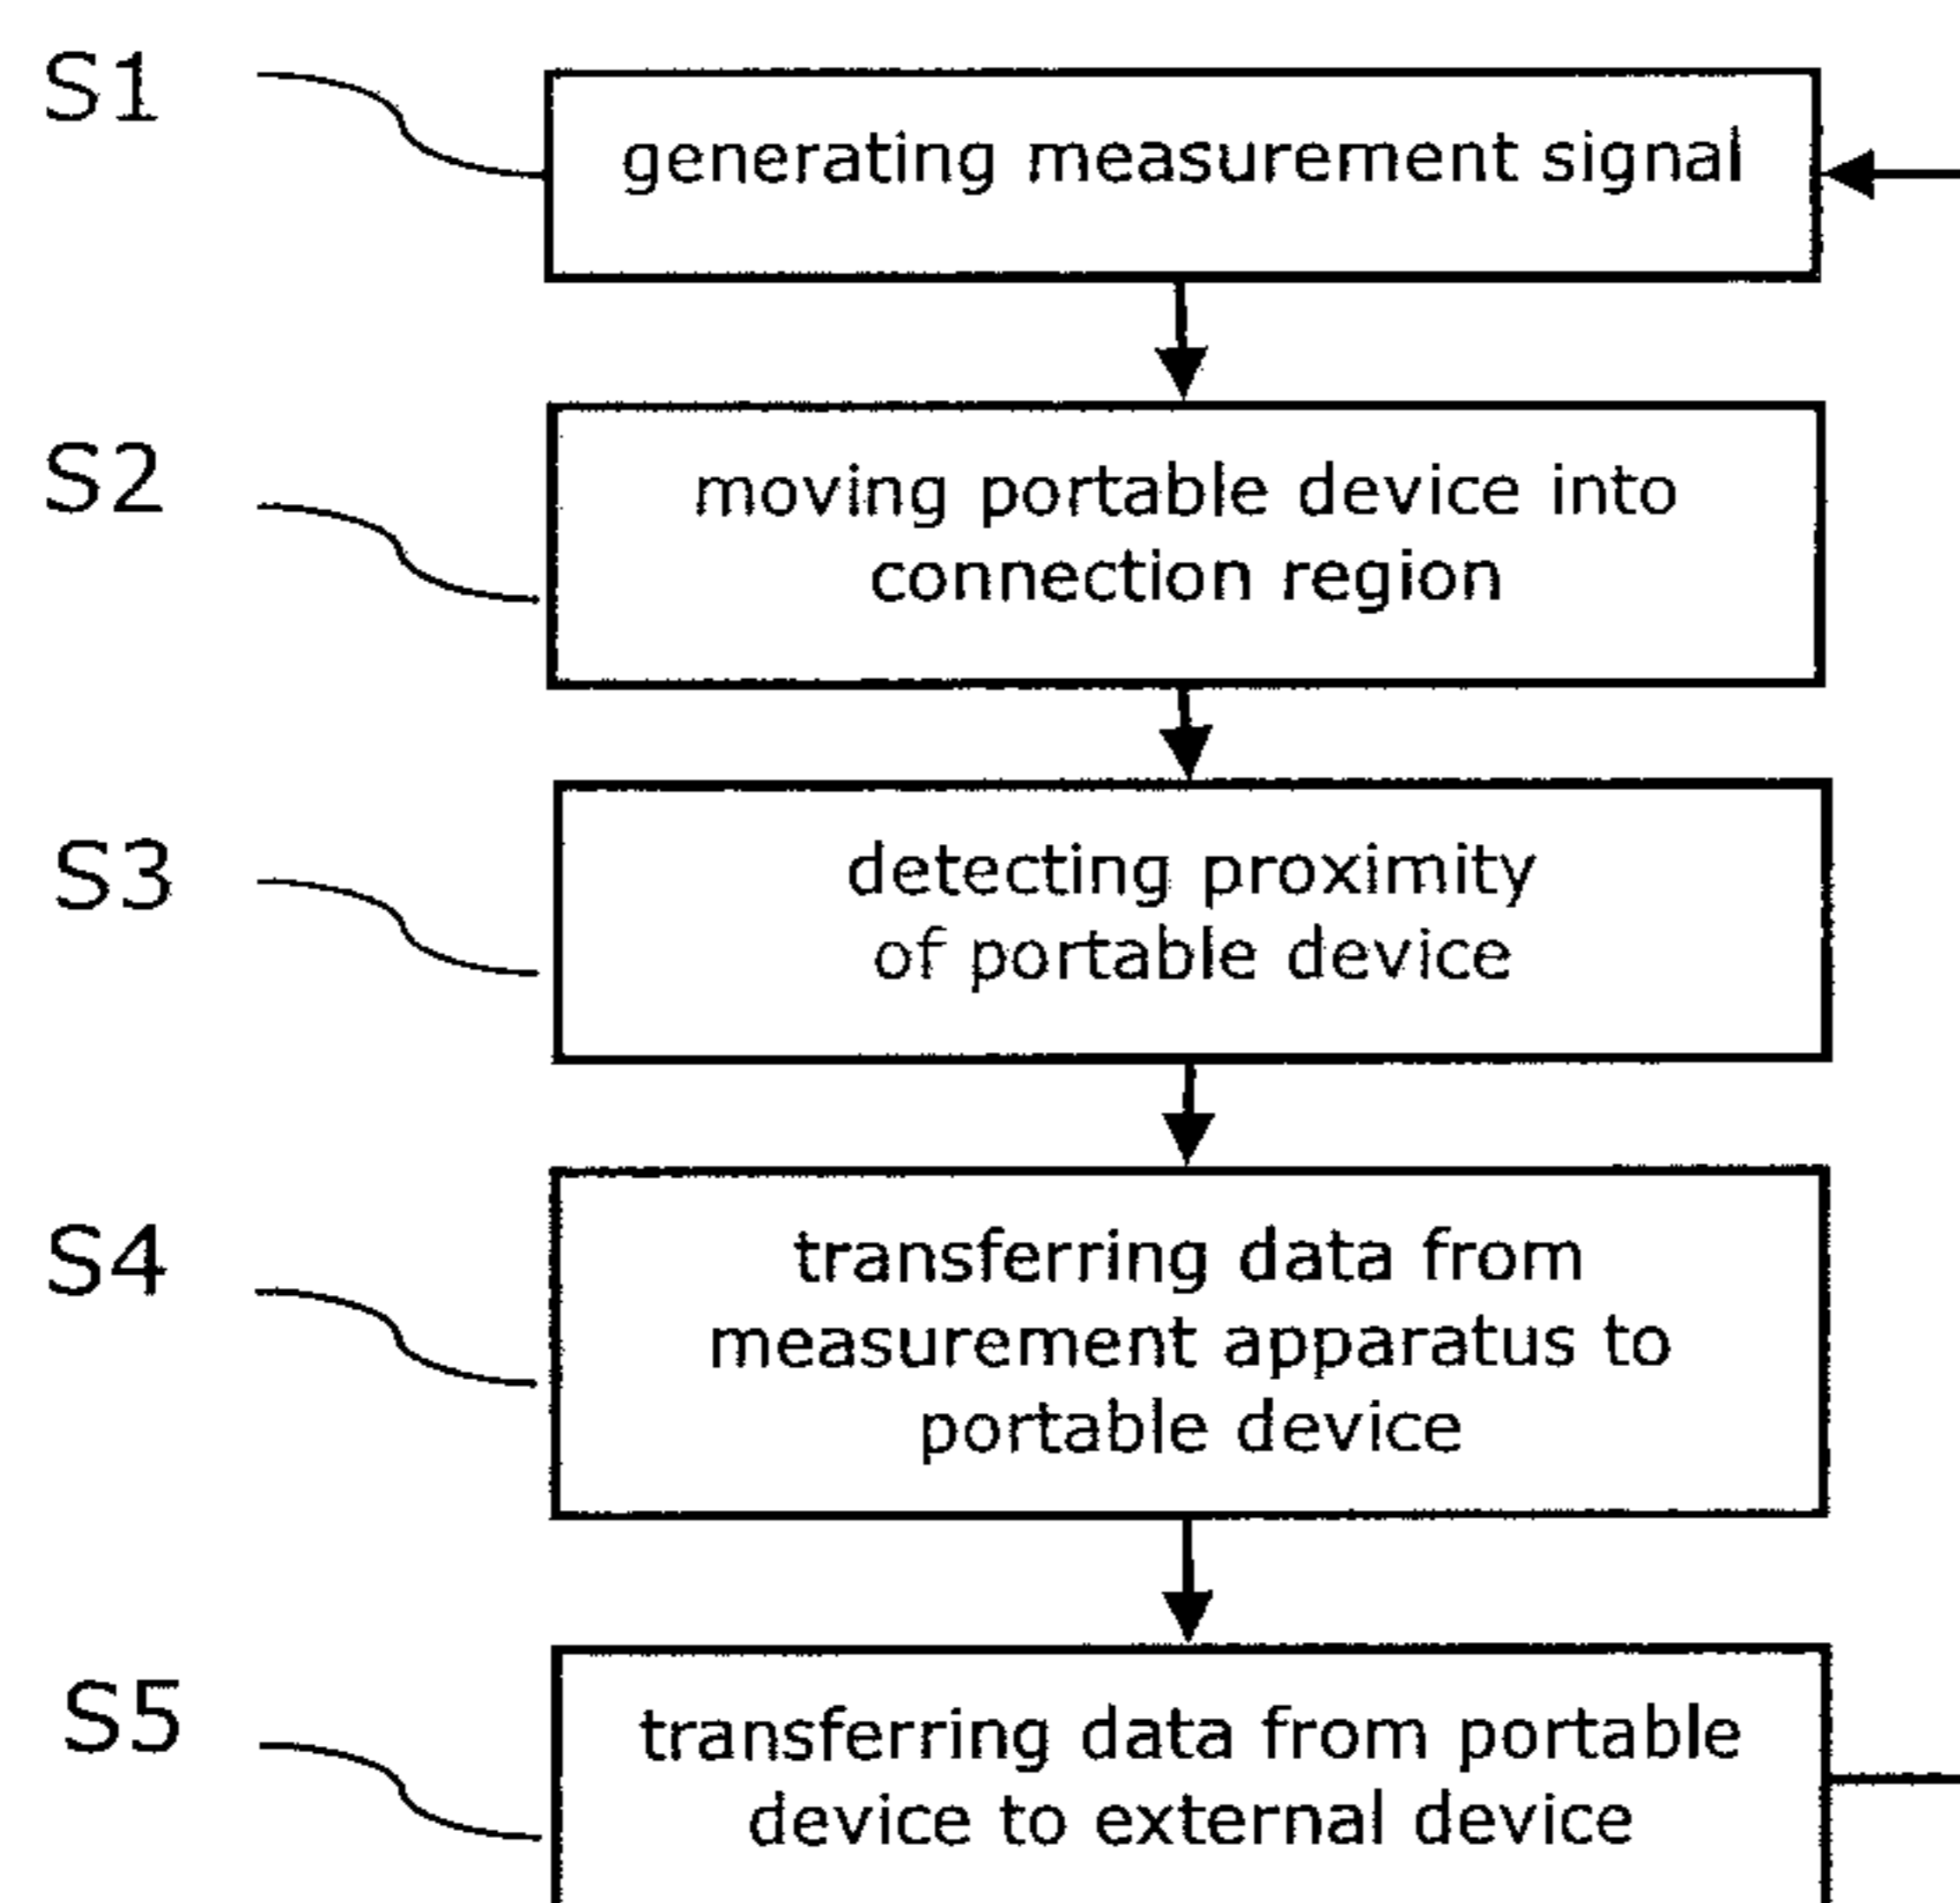 S1
generating measurement signal
S2
moving portable device into
connection region
S3
detecting proximity
of portable device
S4
transferring data from
measurement apparatus to
portable device
S5
transferring data from portable
device to external device